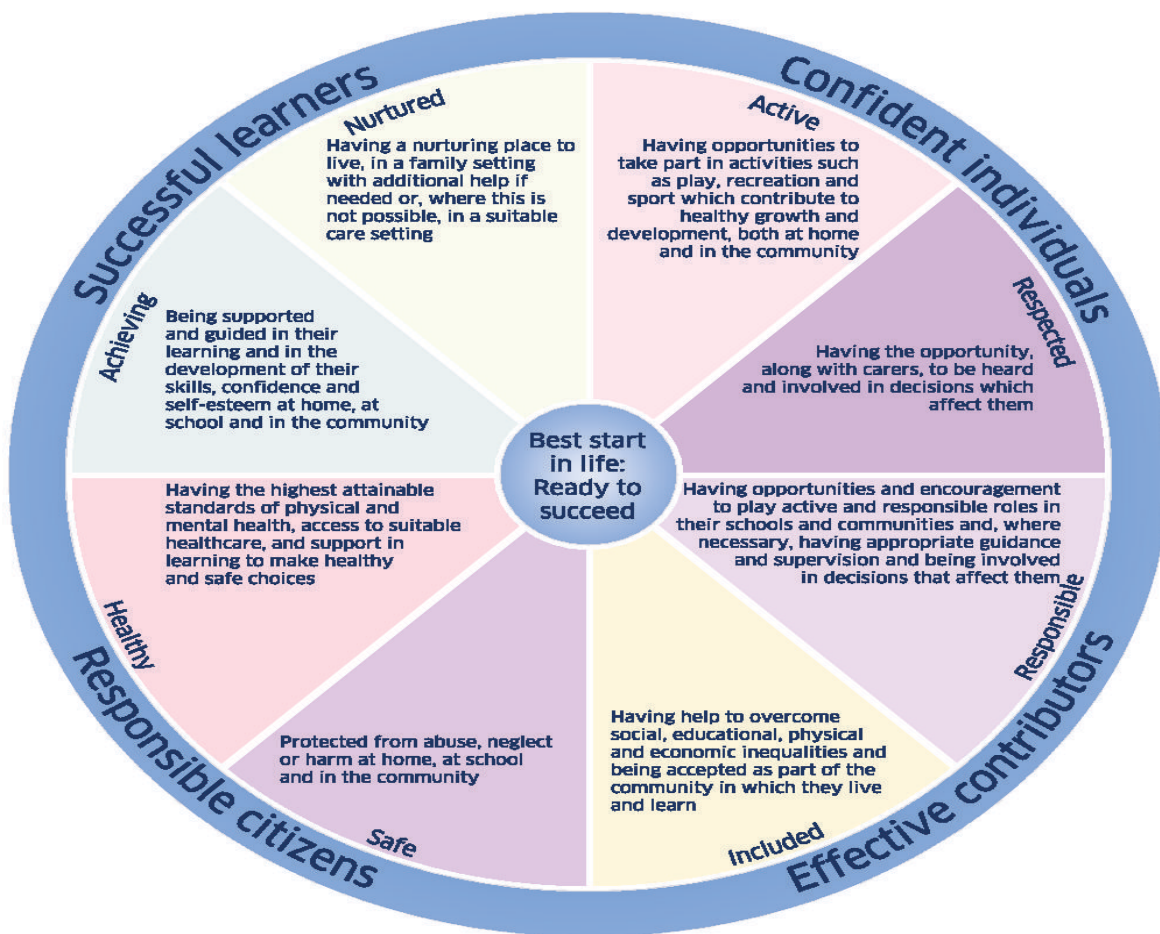 Successful learners
Confident individuals
Nurtured
Having a nurturing place to
live, in a family setting
with additional help if
needed or, where this is
not possible, in a suitable
care setting
Active
Having opportunities to
take part in activities such
as play, recreation and
sport which contribute to
healthy growth and
development, both at home
and in the community
Achieving
Being supported
and guided in their
learning and in the
development of their
skills, confidence and
self-esteem at home, at
school and in the community
Respected
Having the opportunity,
along with carers, to be heard
and involved in decisions which
affect them
Best start
in life:
Ready to
succeed
Having the highest attainable
standards of physical and
mental health, access to suitable
healthcare, and support in
learning to make healthy
and safe choices
Healthy
Having opportunities and encouragement
to play active and responsible roles in
their schools and communities and, where
necessary, having appropriate guidance
and supervision and being involved
in decisions that affect them
Responsible
Protected from abuse, neglect
or harm at home, at school
and in the community
Safe
Having help to overcome
social, educational, physical
and economic inequalities and
being accepted as part of the
community in which they live
and learn
Included
Responsible citizens
Effective contributors